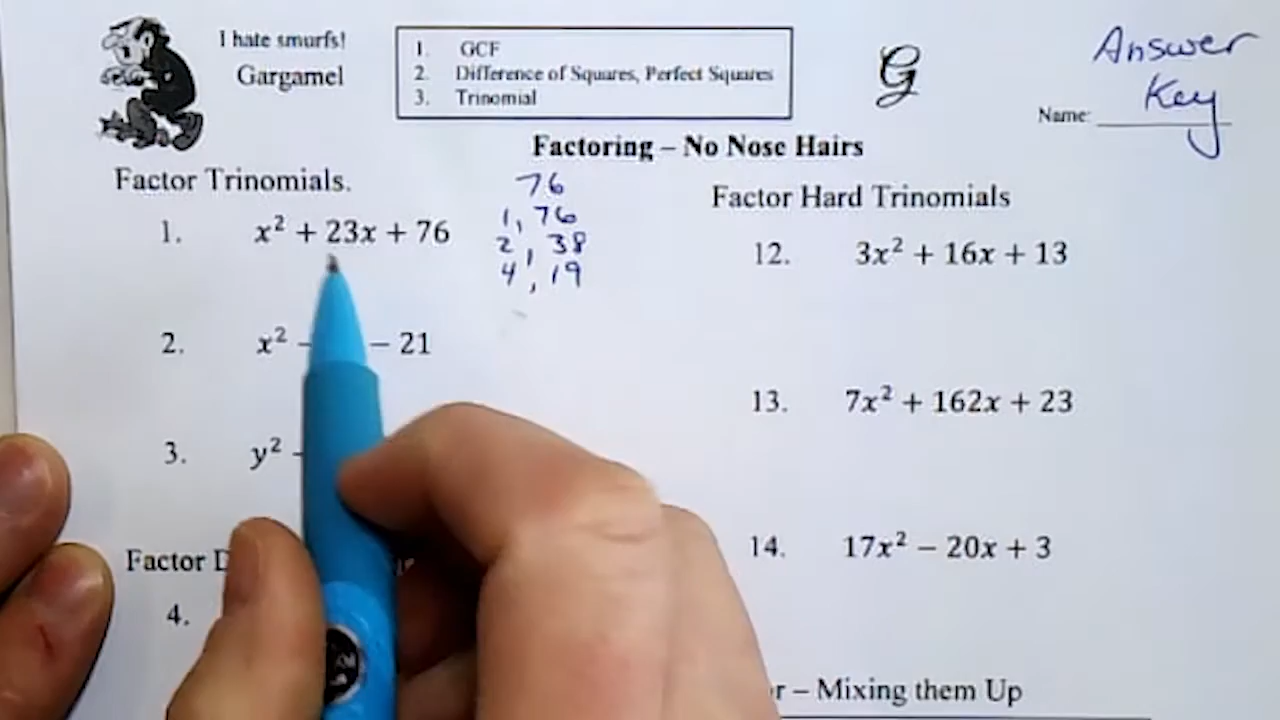 I hate smurfs!
Gargamel
1. GCF
2. Difference of Squares, Perfect Squares
3. Trinomial
G
Answer
Key
Name:
Factoring – No Nose Hairs
Factor Trinomials.
1. x² + 23x + 76
76
1, 76
2, 38
4, 19
2. x² – – 21
3. y² -
Factor
4.
Factor Hard Trinomials
12. 3x² + 16x + 13
13. 7x² + 162x + 23
14. 17x² − 20x + 3
– Mixing them Up